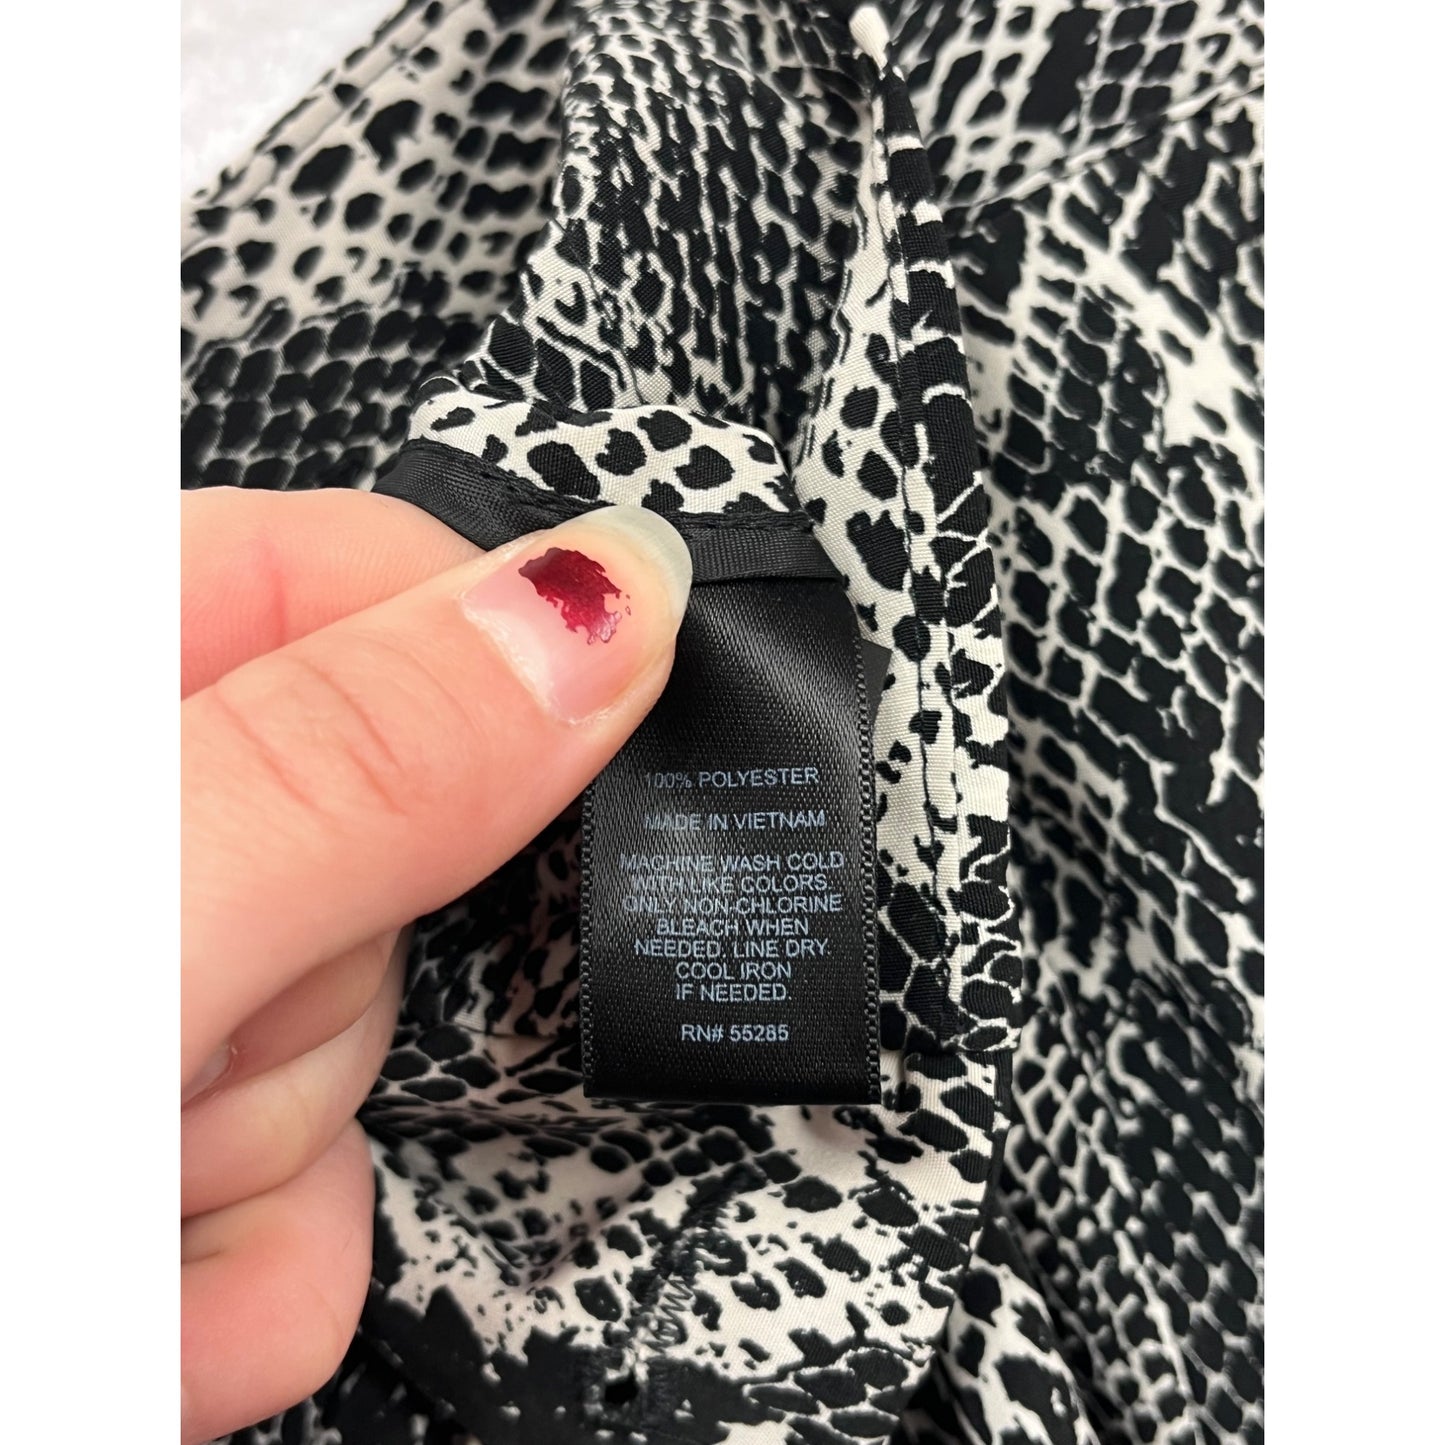 100% POLYESTER
MADE IN VIETNAM
MACHINE WASH COLD
WITH LIKE COLORS.
ONLY NON-CHLORINE
BLEACH WHEN
NEEDED. LINE DRY.
COOL IRON
IF NEEDED.
RN# 55285